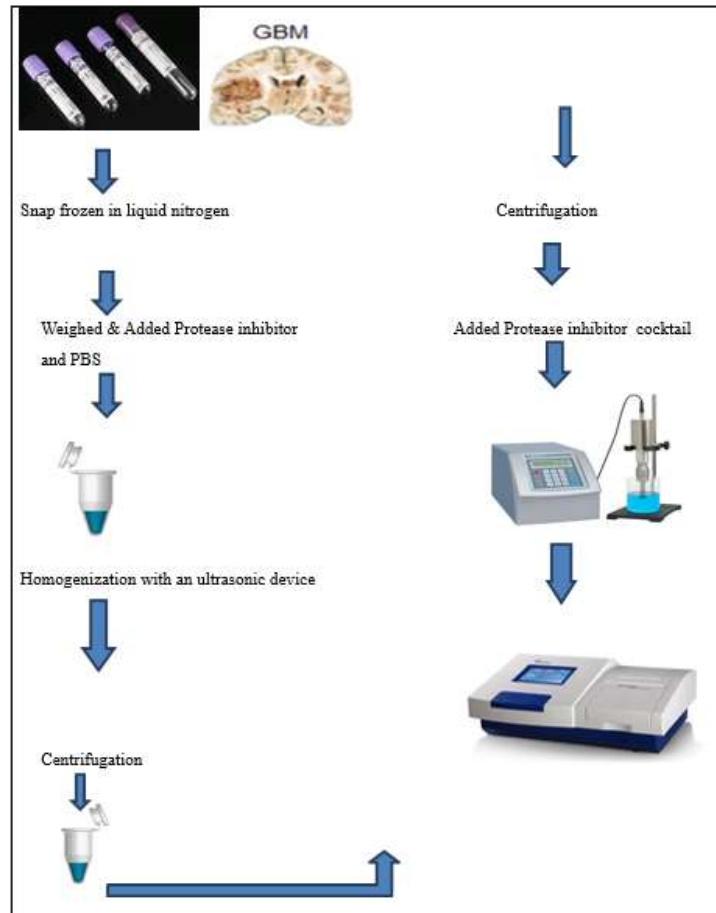 GBM
Snap frozen in liquid nitrogen
Weighed & Added Protease inhibitor
and PBS
Homogenization with an ultrasonic device
Centrifugation
Centrifugation
Added Protease inhibitor cocktail